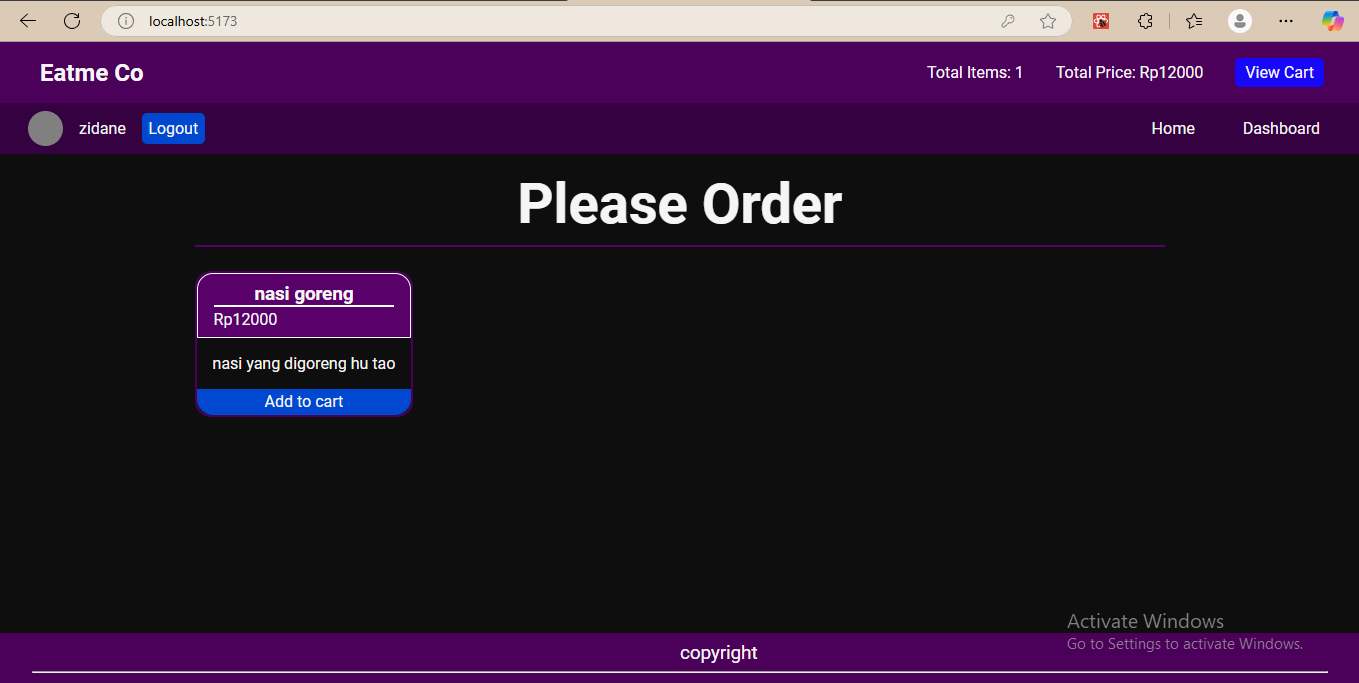 localhost:5173
Eatme Co Total Items: 1 Total Price: Rp12000 View Cart
zidane Logout Home Dashboard
Please Order
nasi goreng
Rp12000
nasi yang digoreng hu tao
Add to cart
Activate Windows
Go to Settings to activate Windows.
copyright